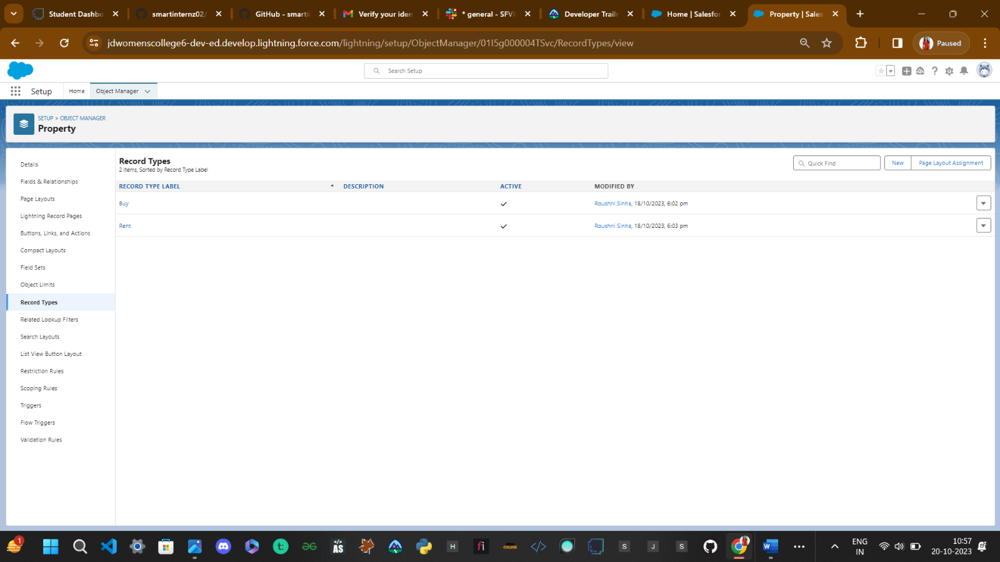 Student Dashbo
smartinternz02/
GitHub - smarti
Verify your iden
* general - SFVI
Developer Trailh
Home | Salesfor
Property | Sales
jdwomenscollege6-dev-ed.develop.lightning.force.com/lightning/setup/ObjectManager/01I5g000004TSvc/RecordTypes/view
Paused
Search Setup
Setup
Home
Object Manager
SETUP > OBJECT MANAGER
Property
Details
Fields & Relationships
Page Layouts
Lightning Record Pages
Buttons, Links, and Actions
Compact Layouts
Field Sets
Object Limits
Record Types
Related Lookup Filters
Search Layouts
List View Button Layout
Restriction Rules
Scoping Rules
Triggers
Flow Triggers
Validation Rules
Record Types
2 Items, Sorted by Record Type Label
Quick Find
New
Page Layout Assignment
RECORD TYPE LABEL DESCRIPTION ACTIVE MODIFIED BY
Buy Roushni Sinha, 18/10/2023, 6:02 pm
Rent Roushni Sinha, 18/10/2023, 6:03 pm
1
t:
</>
AS
H
fi
COLLEGE
</>
S
J
S
W
ENG
IN
10:57
20-10-2023